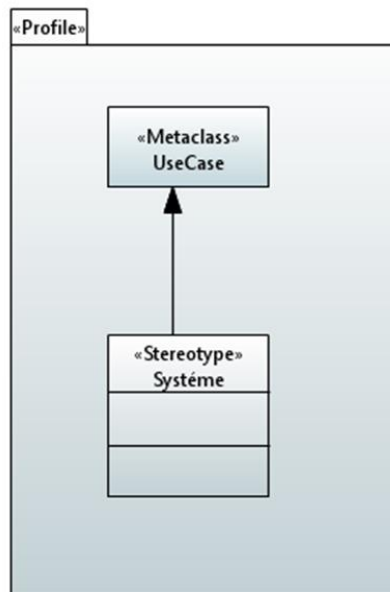 «Profile»
«Metaclass»
UseCase
«Stereotype»
Systéme